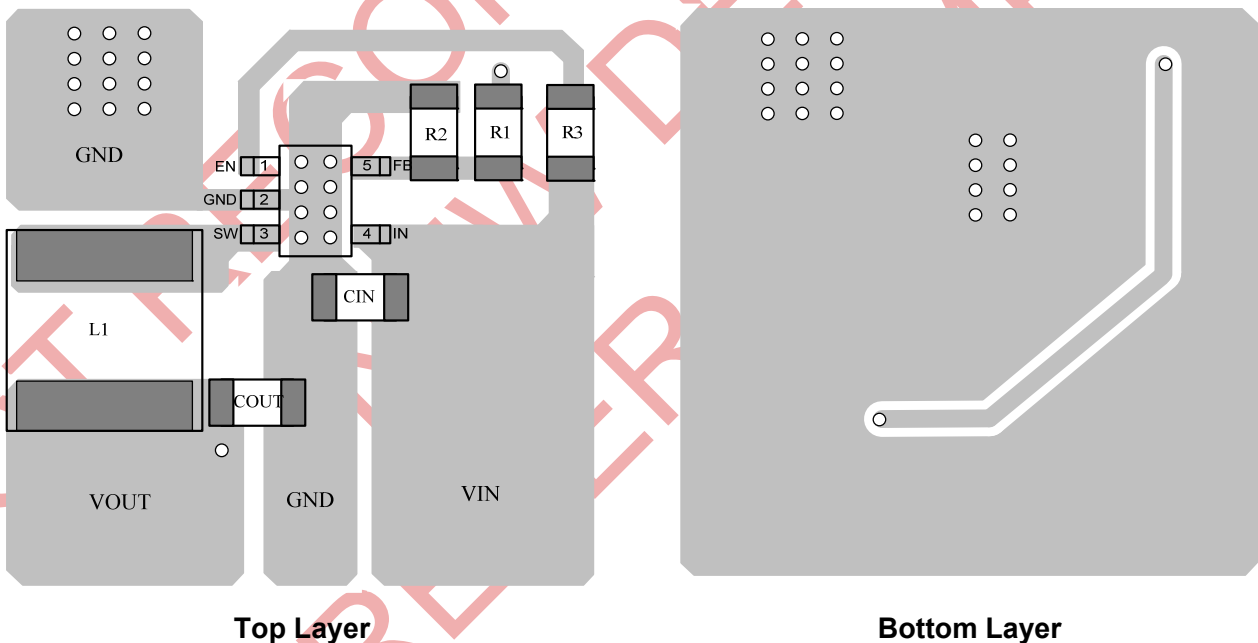 R2
R1
R3
GND
EN
1
5
FB
GND
2
SW
3
4
IN
CIN
L1
COUT
VOUT
GND
VIN
Top Layer
Bottom Layer